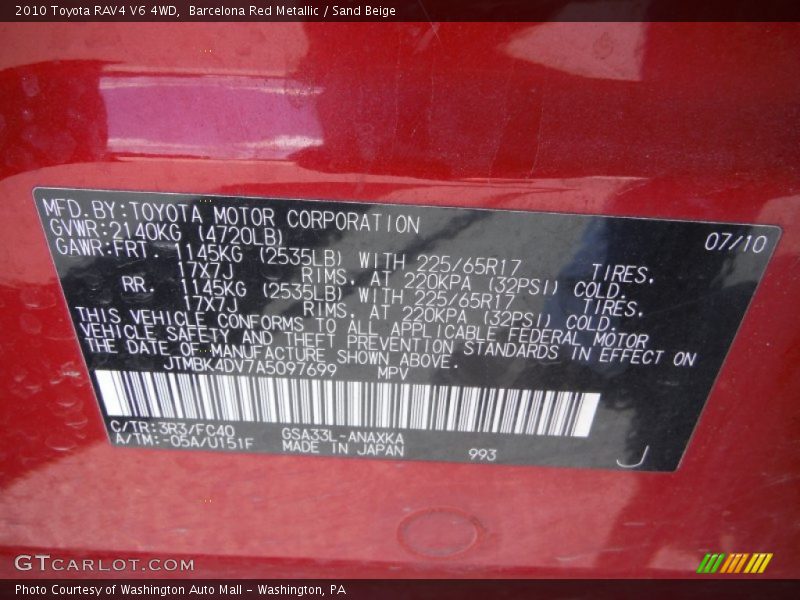 2010 Toyota RAV4 V6 4WD, Barcelona Red Metallic / Sand Beige
MFD.BY:TOYOTA MOTOR CORPORATION
07/10
GVWR:2140KG (4720LB)
GAWR:FRT. 1145KG (2535LB) WITH 225/65R17 TIRES.
17X7J RIMS. AT 220KPA (32PSI) COLD.
RR. 1145KG (2535LB) WITH 225/65R17 TIRES.
17X7J RIMS. AT 220KPA (32PSI) COLD.
THIS VEHICLE CONFORMS TO ALL APPLICABLE FEDERAL MOTOR
VEHICLE SAFETY AND THEFT PREVENTION STANDARDS IN EFFECT ON
THE DATE OF MANUFACTURE SHOWN ABOVE.
JTMBK4DV7A5097699 MPV
C/TR:3R3/FC40 GSA33L-ANAXKA
A/TM:-05A/U151F MADE IN JAPAN 993 J
GTCARLOT.COM
Photo Courtesy of Washington Auto Mall - Washington, PA